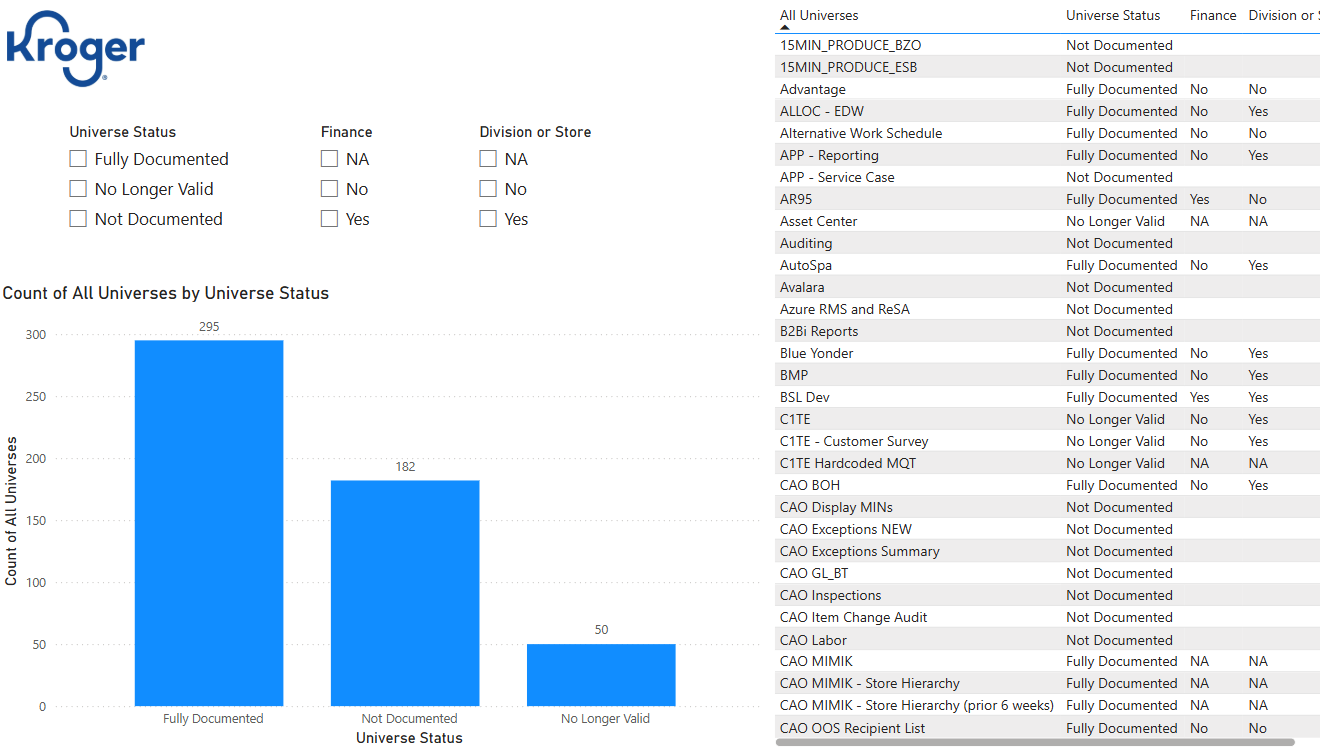 Kroger
Universe Status Finance Division or Store
Fully Documented NA NA
No Longer Valid No No
Not Documented Yes Yes
Count of All Universes by Universe Status
Count of All Universes
300
250
200
150
100
50
0
295
182
50
Fully Documented Not Documented No Longer Valid
Universe Status
All Universes Universe Status Finance Division or
15MIN_PRODUCE_BZO Not Documented
15MIN_PRODUCE_ESB Not Documented
Advantage Fully Documented No No
ALLOC - EDW Fully Documented No Yes
Alternative Work Schedule Fully Documented No No
APP - Reporting Fully Documented No Yes
APP - Service Case Not Documented
AR95 Fully Documented Yes No
Asset Center No Longer Valid NA NA
Auditing Not Documented
AutoSpa Fully Documented No Yes
Avalara Not Documented
Azure RMS and ReSA Not Documented
B2Bi Reports Not Documented
Blue Yonder Fully Documented No Yes
BMP Fully Documented No Yes
BSL Dev Fully Documented Yes Yes
C1TE No Longer Valid No Yes
C1TE - Customer Survey No Longer Valid No Yes
C1TE Hardcoded MQT No Longer Valid NA NA
CAO BOH Fully Documented No Yes
CAO Display MINs Not Documented
CAO Exceptions NEW Not Documented
CAO Exceptions Summary Not Documented
CAO GL_BT Not Documented
CAO Inspections Not Documented
CAO Item Change Audit Not Documented
CAO Labor Not Documented
CAO MIMIK Fully Documented NA NA
CAO MIMIK - Store Hierarchy Fully Documented NA NA
CAO MIMIK - Store Hierarchy (prior 6 weeks) Fully Documented NA NA
CAO OOS Recipient List Fully Documented No No